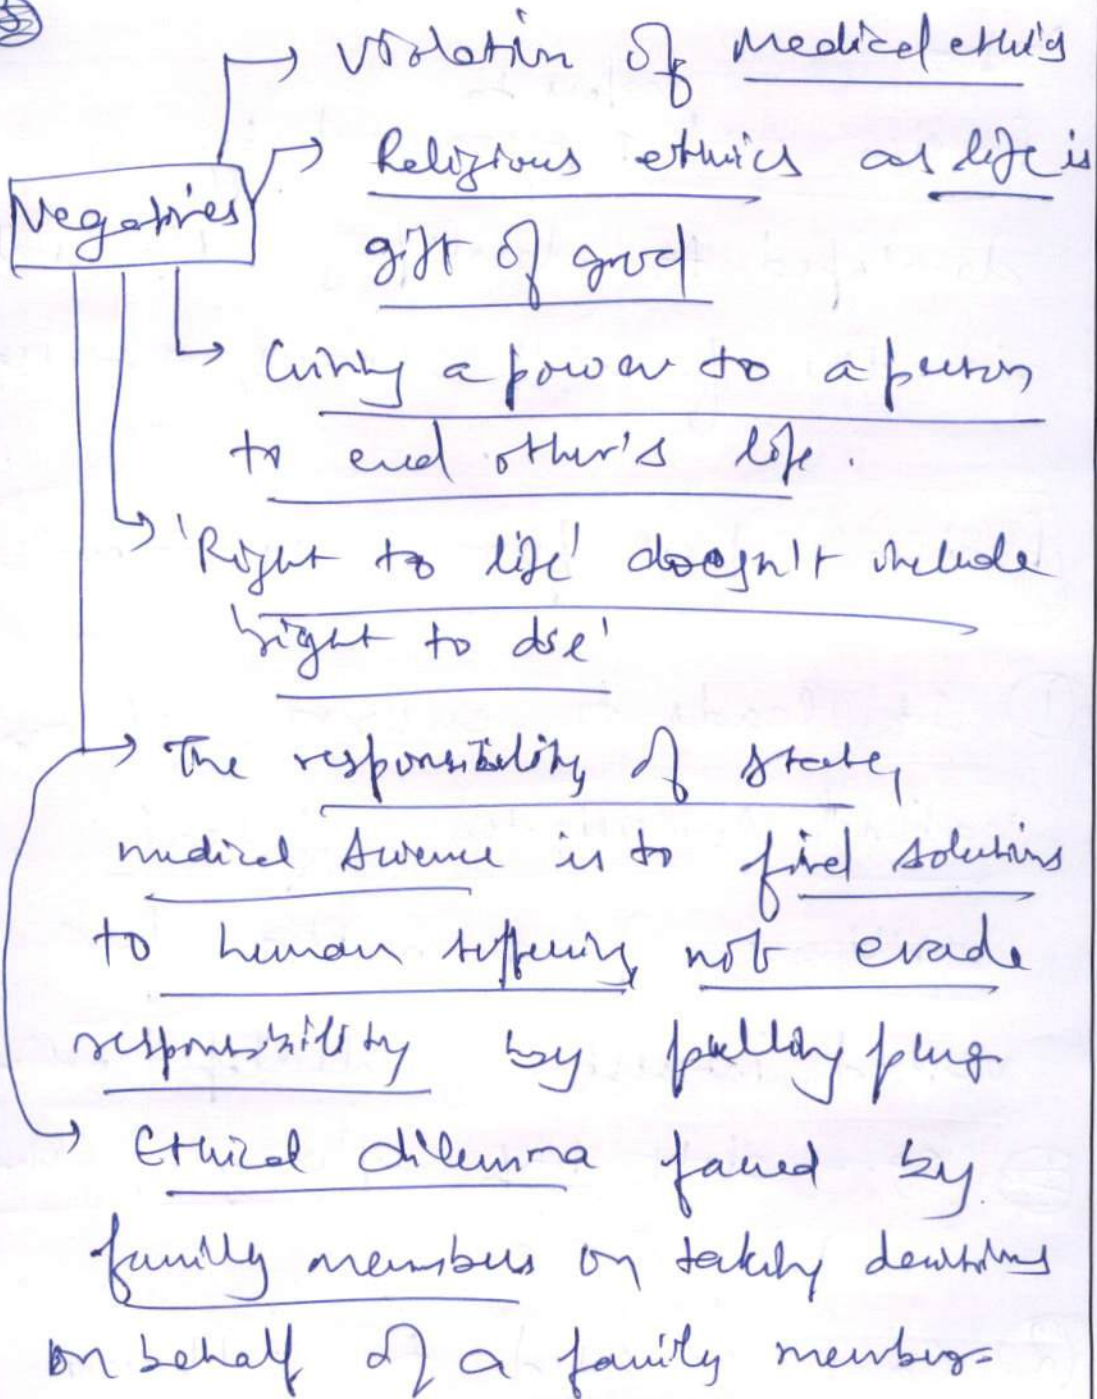 Violation of Medical ethics
Religious ethics as life is
Negatives
gift of god
Giving a power to a person
to end other's life.
'Right to life' doesn't include
'right to die'
The responsibility of state,
medical science is to find solutions
to human suffering, not evade
responsibility by pulling plug.
Ethical dilemma faced by
family members on taking decisions
on behalf of a family member.